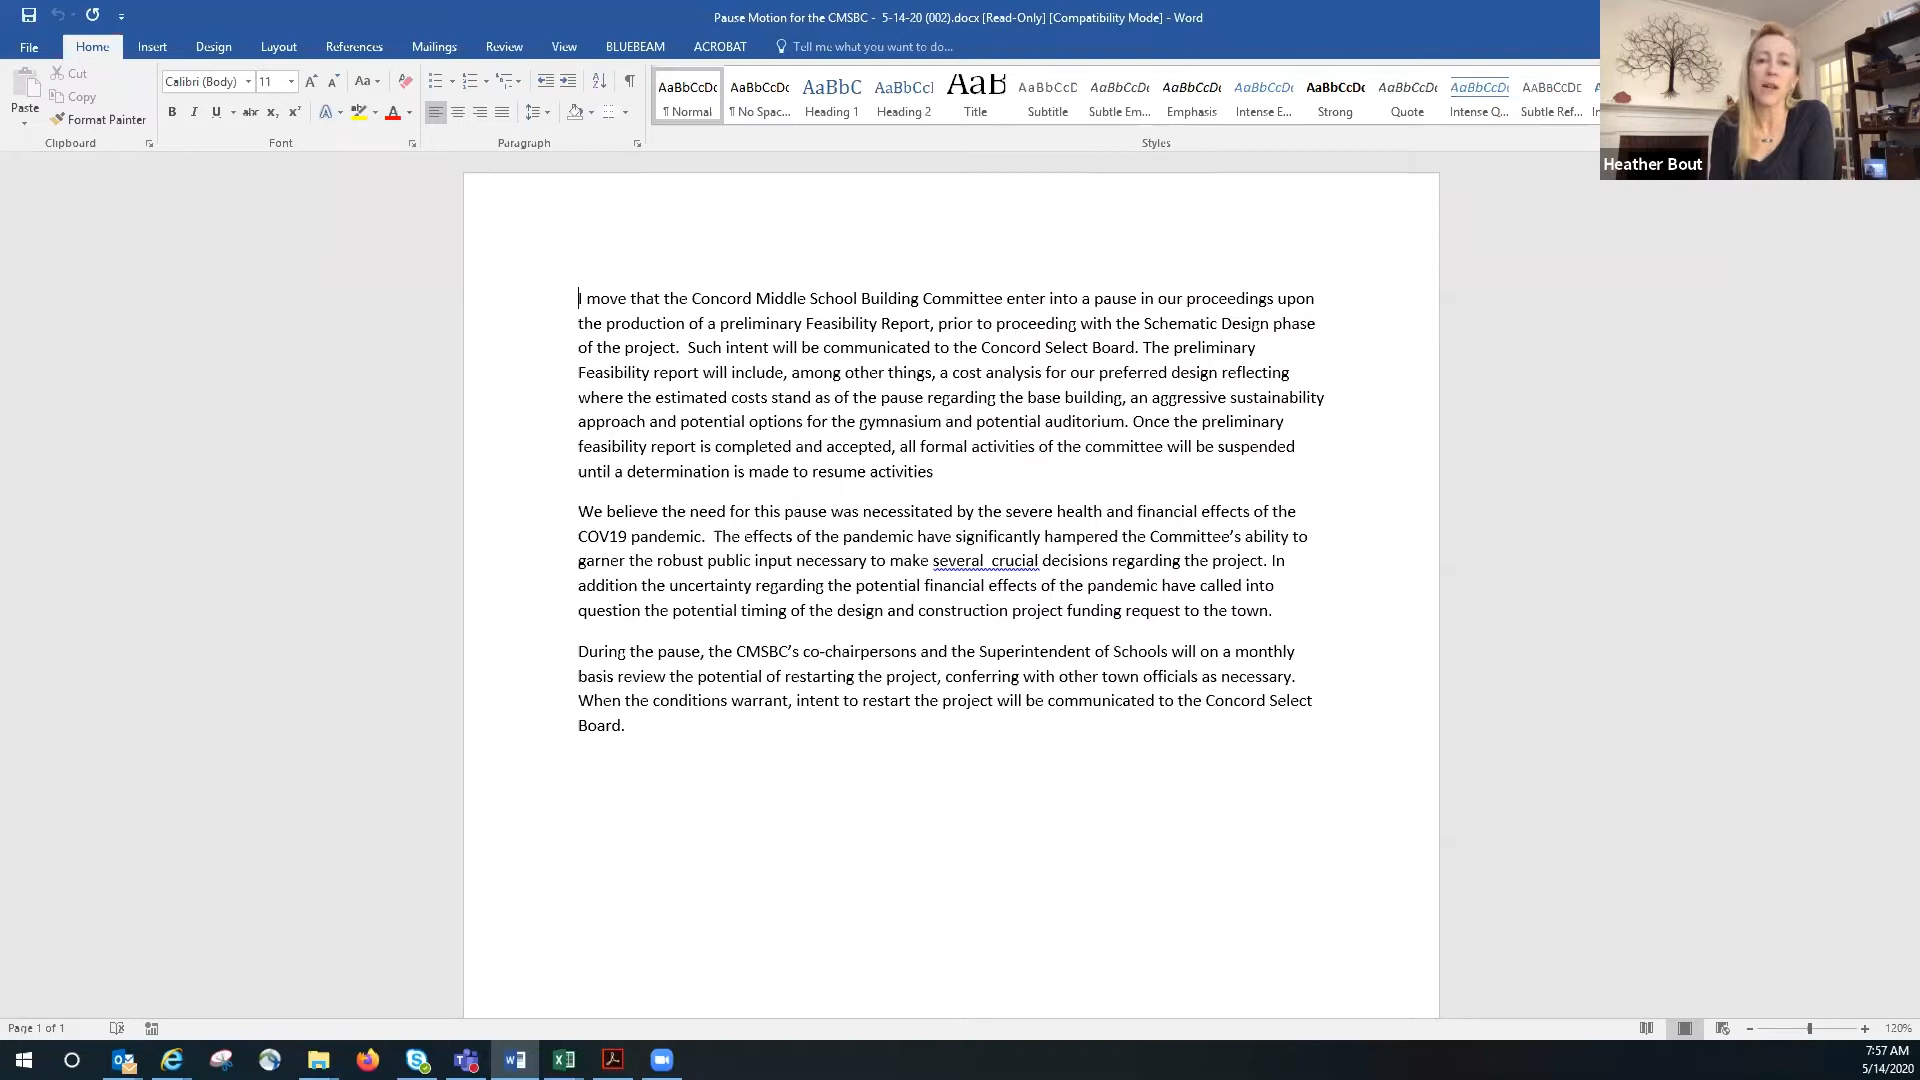 Pause Motion for the CMSBC - 5-14-20 (002).docx [Read-Only] [Compatibility Mode] - Word
File Home Insert Design Layout References Mailings Review View BLUEBEAM ACROBAT Tell me what you want to do...
Paste
Cut
Copy
Format Painter
Clipboard
Calibri (Body) 11
Font
Paragraph
AaBbCcDc AaBbCcDc AaBbC AaBbCcI AaB AaBbCcD AaBbCcDc AaBbCcDc AaBbCcDc AaBbCcDc AaBbCcDc AaBbCcDc AABBCCDE
¶ Normal ¶ No Spac... Heading 1 Heading 2 Title Subtitle Subtle Em... Emphasis Intense E... Strong Quote Intense Q... Subtle Ref...
Styles
Heather Bout
I move that the Concord Middle School Building Committee enter into a pause in our proceedings upon
the production of a preliminary Feasibility Report, prior to proceeding with the Schematic Design phase
of the project.  Such intent will be communicated to the Concord Select Board. The preliminary
Feasibility report will include, among other things, a cost analysis for our preferred design reflecting
where the estimated costs stand as of the pause regarding the base building, an aggressive sustainability
approach and potential options for the gymnasium and potential auditorium. Once the preliminary
feasibility report is completed and accepted, all formal activities of the committee will be suspended
until a determination is made to resume activities
We believe the need for this pause was necessitated by the severe health and financial effects of the
COV19 pandemic.  The effects of the pandemic have significantly hampered the Committee's ability to
garner the robust public input necessary to make several  crucial decisions regarding the project. In
addition the uncertainty regarding the potential financial effects of the pandemic have called into
question the potential timing of the design and construction project funding request to the town.
During the pause, the CMSBC's co-chairpersons and the Superintendent of Schools will on a monthly
basis review the potential of restarting the project, conferring with other town officials as necessary.
When the conditions warrant, intent to restart the project will be communicated to the Concord Select
Board.
Page 1 of 1
120%
7:57 AM
5/14/2020